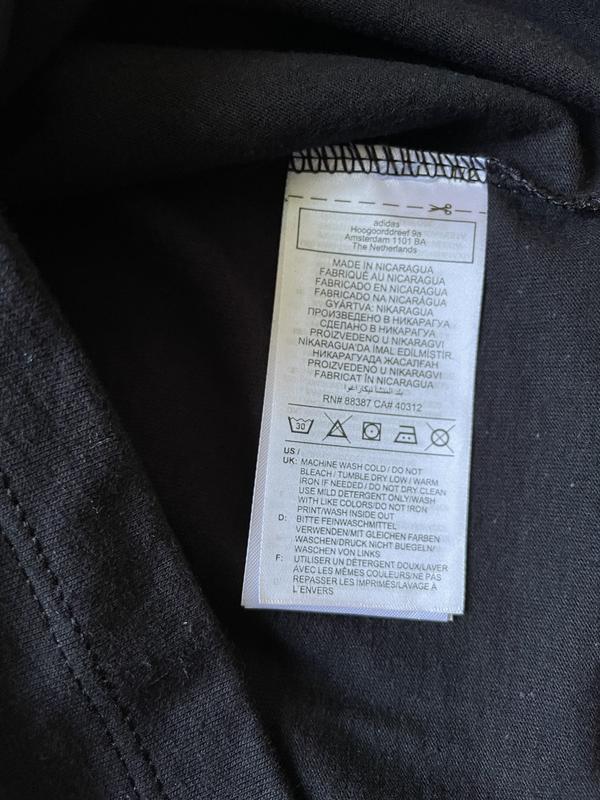 adidas
Hoogoorddreef 9a
Amsterdam 1101 BA
The Netherlands
MADE IN NICARAGUA
FABRIQUÉ AU NICARAGUA
FABRICADO EN NICARAGUA
FABRICADO NA NICARÁGUA
GYÁRTVA: NIKARAGUA
ПРОИЗВЕДЕНО В НИКАРАГУА
СДЕЛАНО В НИКАРАГУА
PROIZVEDENO U NIKARAGVI
NİKARAGUA'DA İMAL EDİLMİŞTİR.
НИКАРАГУАДА ЖАСАЛҒАН
PROIZVEDENO U NIKARAGVI
FABRICAT ÎN NICARAGUA
بلد المنشأ نيكاراغوا
RN# 88387 CA# 40312
30
US /
UK: MACHINE WASH COLD / DO NOT
BLEACH / TUMBLE DRY LOW / WARM
IRON IF NEEDED / DO NOT DRY CLEAN
USE MILD DETERGENT ONLY/WASH
WITH LIKE COLORS/DO NOT IRON
PRINT/WASH INSIDE OUT
D: BITTE FEINWASCHMITTEL
VERWENDEN/MIT GLEICHEN FARBEN
WASCHEN/DRUCK NICHT BUEGELN/
WASCHEN VON LINKS
F: UTILISER UN DÉTERGENT DOUX/LAVER
AVEC LES MÊMES COULEURS/NE PAS
REPASSER LES IMPRIMÉS/LAVAGE À
L'ENVERS